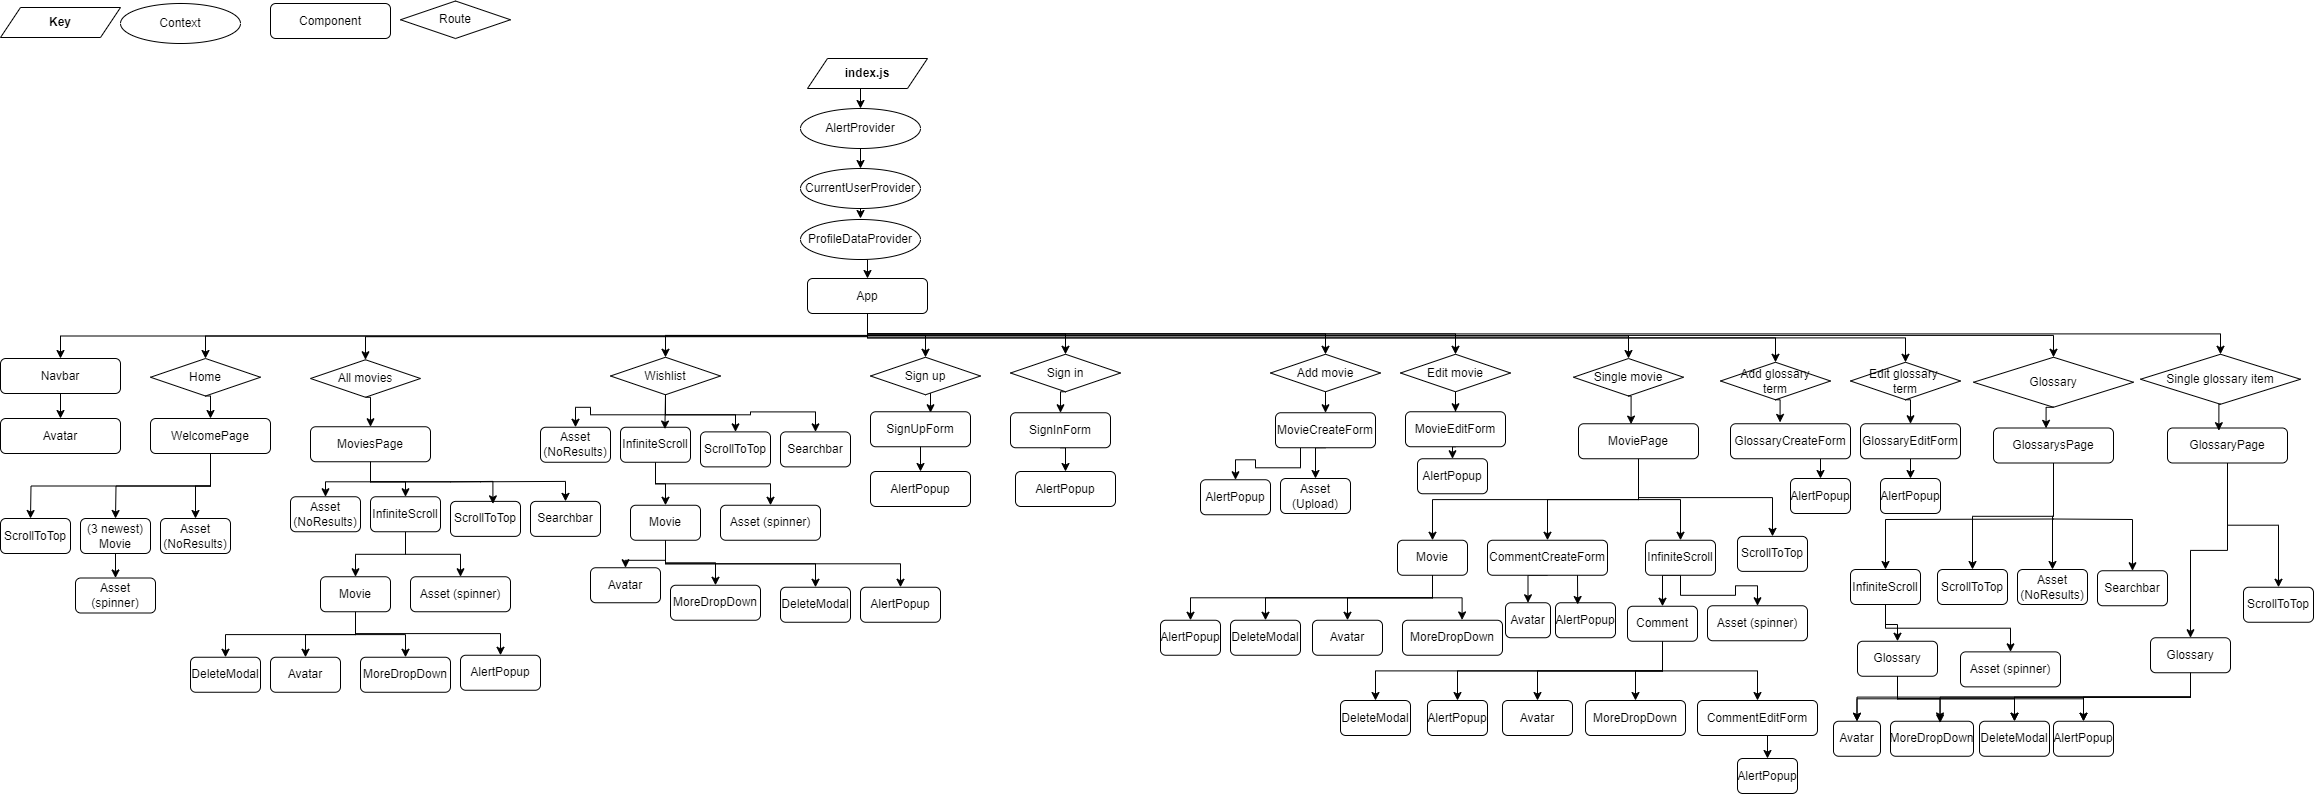 Key
Context
Component
Route
index.js
AlertProvider
CurrentUserProvider
ProfileDataProvider
App
Navbar
Home
All movies
Wishlist
Sign up
Sign in
Add movie
Edit movie
Single movie
Add glossary
term
Edit glossary
term
Glossary
Single glossary item
Avatar
WelcomePage
MoviesPage
Asset
(NoResults)
InfiniteScroll
ScrollToTop
Searchbar
SignUpForm
SignInForm
MovieCreateForm
MovieEditForm
MoviePage
GlossaryCreateForm
GlossaryEditForm
GlossarysPage
GlossaryPage
ScrollToTop
(3 newest)
Movie
Asset
(NoResults)
Asset
(spinner)
Asset
(NoResults)
InfiniteScroll
ScrollToTop
Searchbar
Movie
Asset (spinner)
DeleteModal
Avatar
MoreDropDown
AlertPopup
Movie
Asset (spinner)
Avatar
MoreDropDown
DeleteModal
AlertPopup
AlertPopup
AlertPopup
AlertPopup
Asset
(Upload)
AlertPopup
Movie
CommentCreateForm
InfiniteScroll
ScrollToTop
AlertPopup
DeleteModal
Avatar
MoreDropDown
Avatar
AlertPopup
Comment
Asset (spinner)
DeleteModal
AlertPopup
Avatar
MoreDropDown
CommentEditForm
AlertPopup
AlertPopup
AlertPopup
InfiniteScroll
ScrollToTop
Asset
(NoResults)
Searchbar
ScrollToTop
Glossary
Asset (spinner)
Glossary
Avatar
MoreDropDown
DeleteModal
AlertPopup